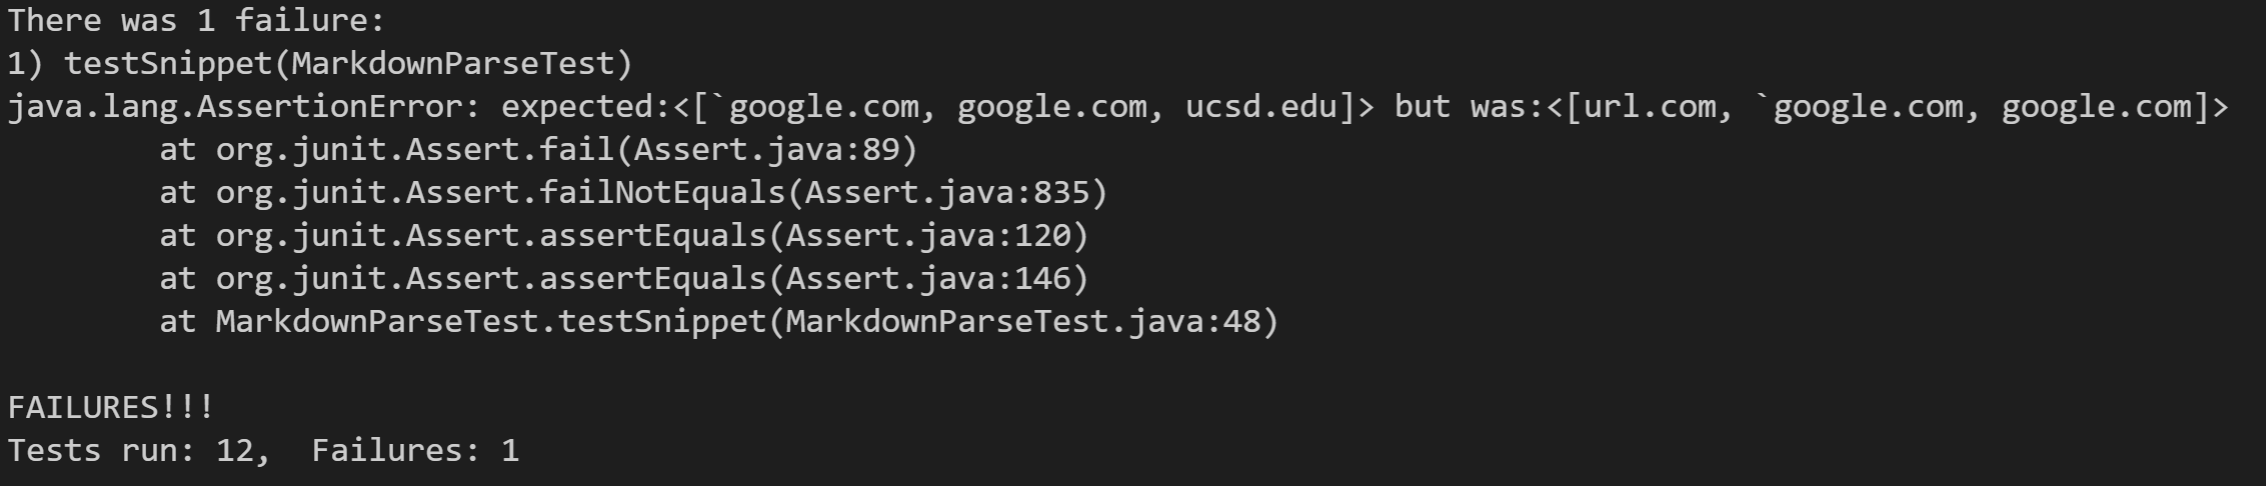 There was 1 failure:
1) testSnippet(MarkdownParseTest)
java.lang.AssertionError: expected:<[`google.com, google.com, ucsd.edu]> but was:<[url.com, `google.com, google.com]>
        at org.junit.Assert.fail(Assert.java:89)
        at org.junit.Assert.failNotEquals(Assert.java:835)
        at org.junit.Assert.assertEquals(Assert.java:120)
        at org.junit.Assert.assertEquals(Assert.java:146)
        at MarkdownParseTest.testSnippet(MarkdownParseTest.java:48)

FAILURES!!!
Tests run: 12,  Failures: 1